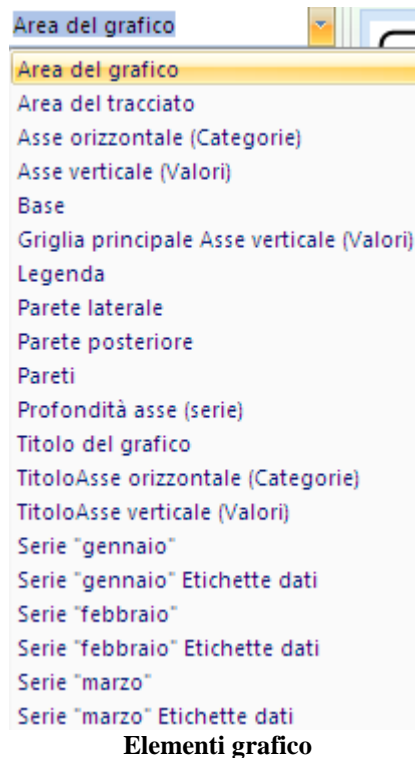 Area del grafico
Area del grafico
Area del tracciato
Asse orizzontale (Categorie)
Asse verticale (Valori)
Base
Griglia principale Asse verticale (Valori)
Legenda
Parete laterale
Parete posteriore
Pareti
Profondità asse (serie)
Titolo del grafico
TitoloAsse orizzontale (Categorie)
TitoloAsse verticale (Valori)
Serie "gennaio"
Serie "gennaio" Etichette dati
Serie "febbraio"
Serie "febbraio" Etichette dati
Serie "marzo"
Serie "marzo" Etichette dati
Elementi grafico